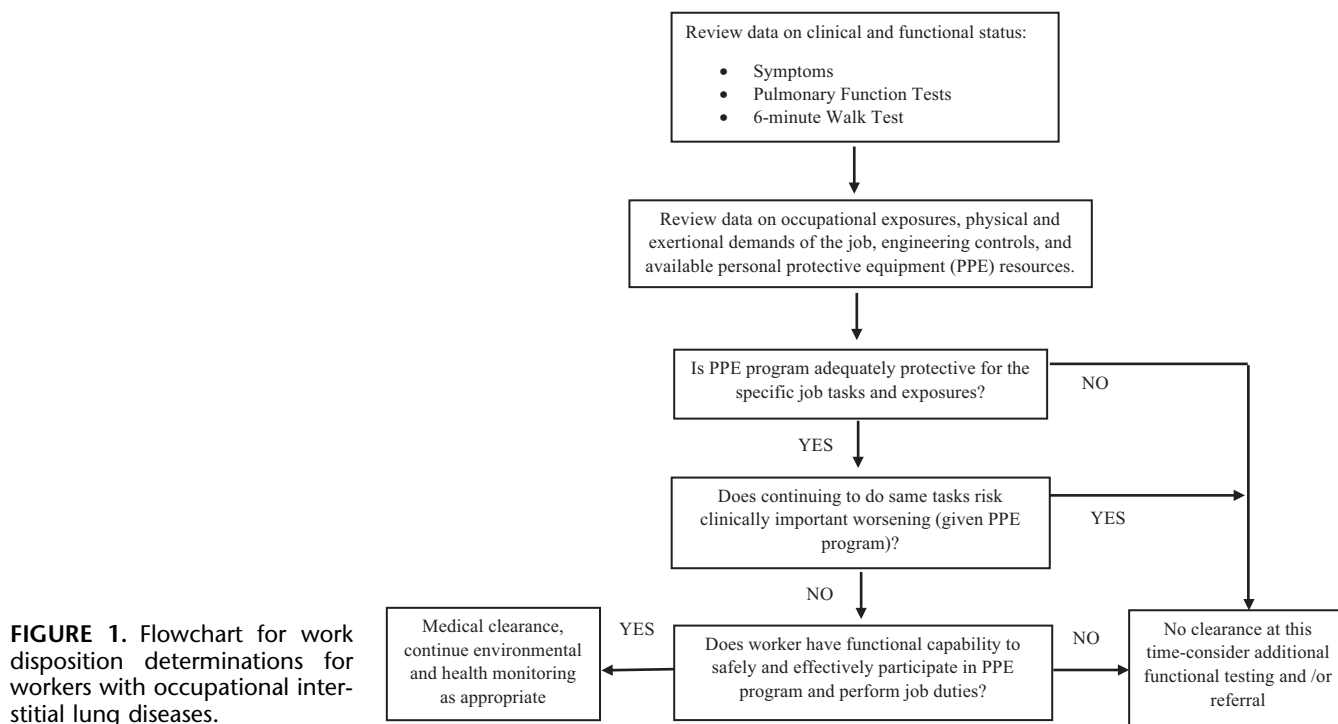 Review data on clinical and functional status:
• Symptoms
• Pulmonary Function Tests
• 6-minute Walk Test
Review data on occupational exposures, physical and
exertional demands of the job, engineering controls, and
available personal protective equipment (PPE) resources.
Is PPE program adequately protective for the
specific job tasks and exposures?
NO
YES
Does continuing to do same tasks risk
clinically important worsening (given PPE
program)?
YES
NO
Medical clearance,
continue environmental
and health monitoring
as appropriate
YES
Does worker have functional capability to
safely and effectively participate in PPE
program and perform job duties?
NO
No clearance at this
time-consider additional
functional testing and /or
referral
FIGURE 1. Flowchart for work
disposition determinations for
workers with occupational inter-
stitial lung diseases.